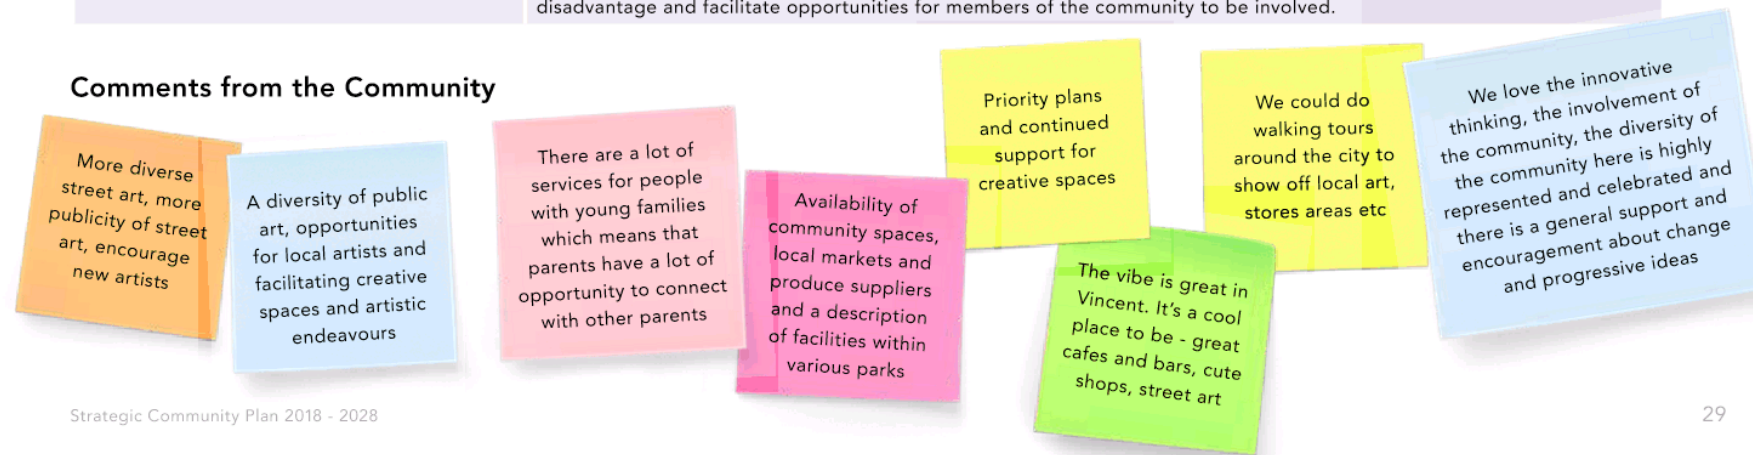 disadvantage and facilitate opportunities for members of the community to be involved.
Comments from the Community
More diverse
street art, more
publicity of street
art, encourage
new artists
A diversity of public
art, opportunities
for local artists and
facilitating creative
spaces and artistic
endeavours
There are a lot of
services for people
with young families
which means that
parents have a lot of
opportunity to connect
with other parents
Availability of
community spaces,
local markets and
produce suppliers
and a description
of facilities within
various parks
Priority plans
and continued
support for
creative spaces
The vibe is great in
Vincent. It's a cool
place to be - great
cafes and bars, cute
shops, street art
We could do
walking tours
around the city to
show off local art,
stores areas etc
We love the innovative
thinking, the involvement of
the community, the diversity of
the community here is highly
represented and celebrated and
there is a general support and
encouragement about change
and progressive ideas
Strategic Community Plan 2018 - 2028
29